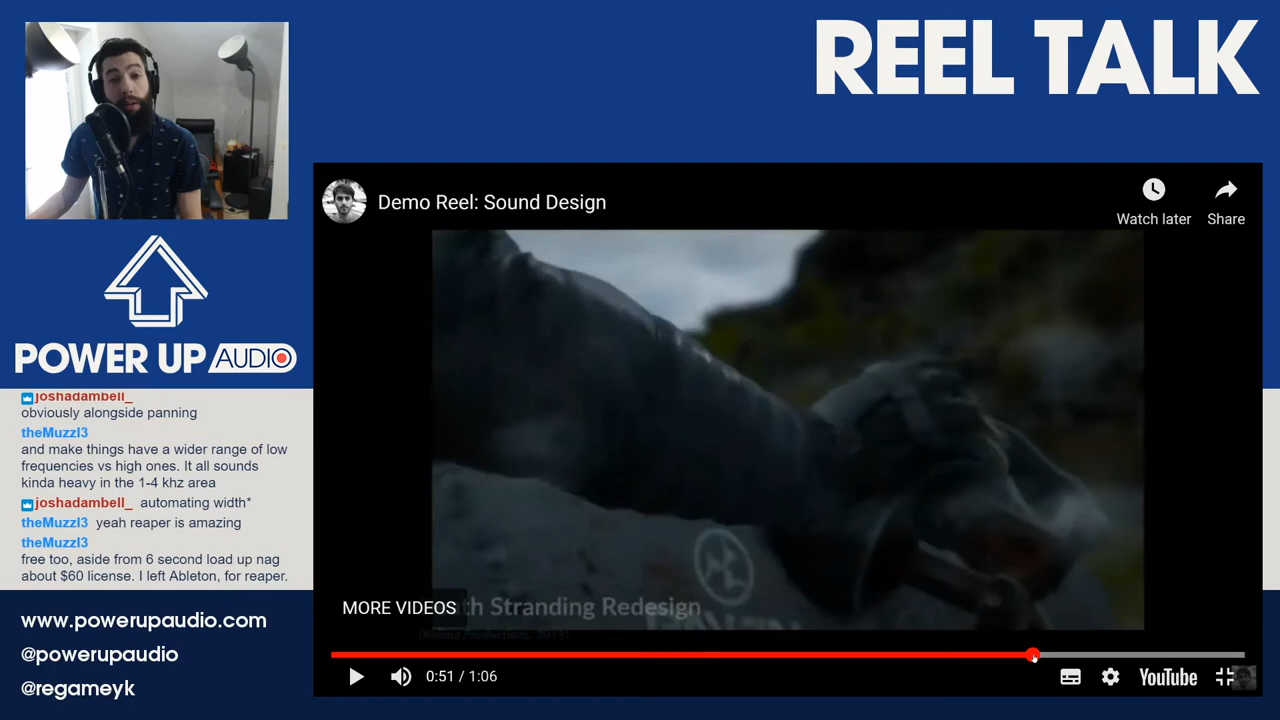 REEL TALK
Demo Reel: Sound Design
Watch later
Share
POWER UP AUDIO
joshadambell_
obviously alongside panning
theMuzzl3
and make things have a wider range of low
frequencies vs high ones. It all sounds
kinda heavy in the 1-4 khz area
joshadambell_ automating width*
theMuzzl3 yeah reaper is amazing
theMuzzl3
free too, aside from 6 second load up nag
about $60 license. I left Ableton, for reaper.
www.powerupaudio.com
@powerupaudio
@regameyk
MORE VIDEOS
th Stranding Redesign
0:51 / 1:06
YouTube